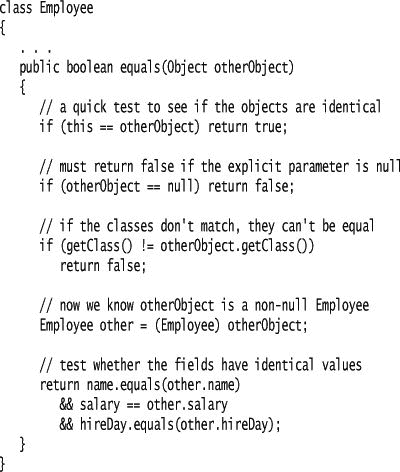 class Employee
{
. . .
public boolean equals(Object otherObject)
{
// a quick test to see if the objects are identical
if (this == otherObject) return true;
// must return false if the explicit parameter is null
if (otherObject == null) return false;
// if the classes don't match, they can't be equal
if (getClass() != otherObject.getClass())
return false;
// now we know otherObject is a non-null Employee
Employee other = (Employee) otherObject;
// test whether the fields have identical values
return name.equals(other.name)
&& salary == other.salary
&& hireDay.equals(other.hireDay);
}
}